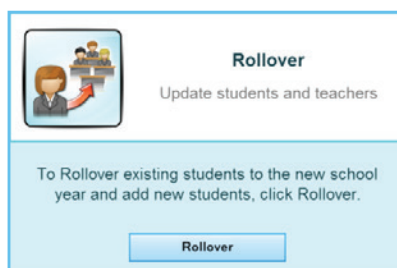 Rollover
Update students and teachers
To Rollover existing students to the new school
year and add new students, click Rollover.
Rollover